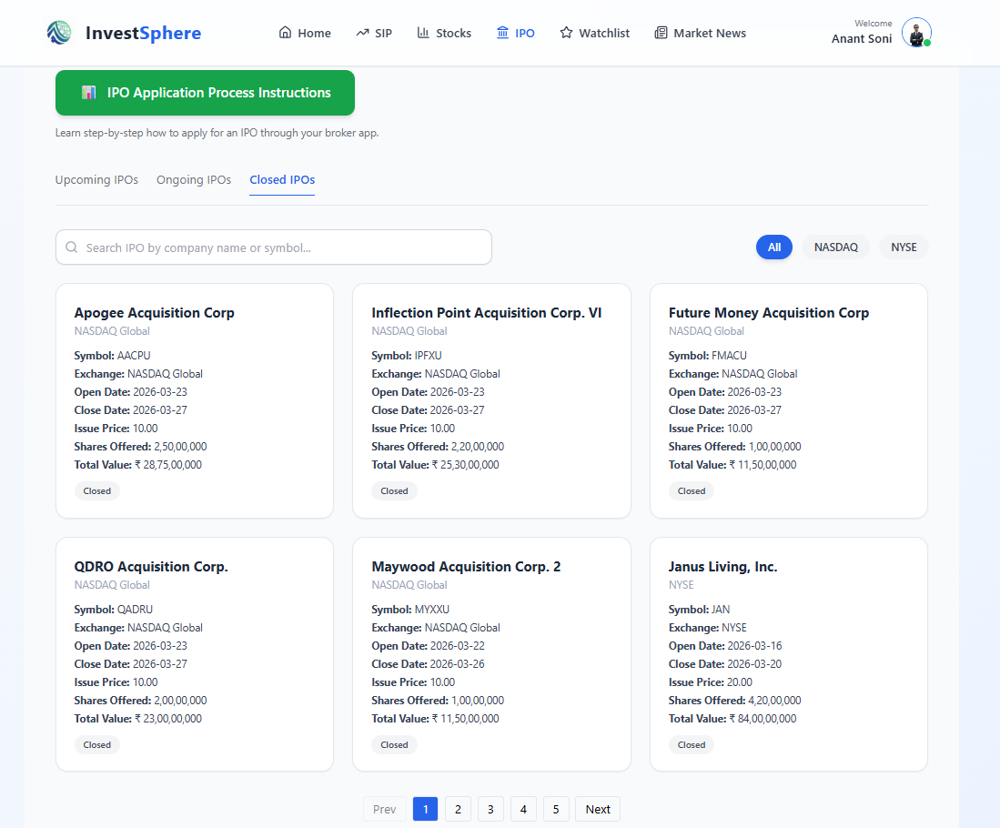 InvestSphere
Home
SIP
Stocks
IPO
Watchlist
Market News
Welcome
Anant Soni
IPO Application Process Instructions
Learn step-by-step how to apply for an IPO through your broker app.
Upcoming IPOs
Ongoing IPOs
Closed IPOs
Search IPO by company name or symbol...
All
NASDAQ
NYSE
Apogee Acquisition Corp
NASDAQ Global
Symbol: AACPU
Exchange: NASDAQ Global
Open Date: 2026-03-23
Close Date: 2026-03-27
Issue Price: 10.00
Shares Offered: 2,50,00,000
Total Value: ₹ 28,75,00,000
Closed
Inflection Point Acquisition Corp. VI
NASDAQ Global
Symbol: IPFXU
Exchange: NASDAQ Global
Open Date: 2026-03-23
Close Date: 2026-03-27
Issue Price: 10.00
Shares Offered: 2,20,00,000
Total Value: ₹ 25,30,00,000
Closed
Future Money Acquisition Corp
NASDAQ Global
Symbol: FMACU
Exchange: NASDAQ Global
Open Date: 2026-03-23
Close Date: 2026-03-27
Issue Price: 10.00
Shares Offered: 1,00,00,000
Total Value: ₹ 11,50,00,000
Closed
QDRO Acquisition Corp.
NASDAQ Global
Symbol: QADRU
Exchange: NASDAQ Global
Open Date: 2026-03-23
Close Date: 2026-03-27
Issue Price: 10.00
Shares Offered: 2,00,00,000
Total Value: ₹ 23,00,00,000
Closed
Maywood Acquisition Corp. 2
NASDAQ Global
Symbol: MYXXU
Exchange: NASDAQ Global
Open Date: 2026-03-22
Close Date: 2026-03-26
Issue Price: 10.00
Shares Offered: 1,00,00,000
Total Value: ₹ 11,50,00,000
Closed
Janus Living, Inc.
NYSE
Symbol: JAN
Exchange: NYSE
Open Date: 2026-03-16
Close Date: 2026-03-20
Issue Price: 20.00
Shares Offered: 4,20,00,000
Total Value: ₹ 84,00,00,000
Closed
Prev 1 2 3 4 5 Next